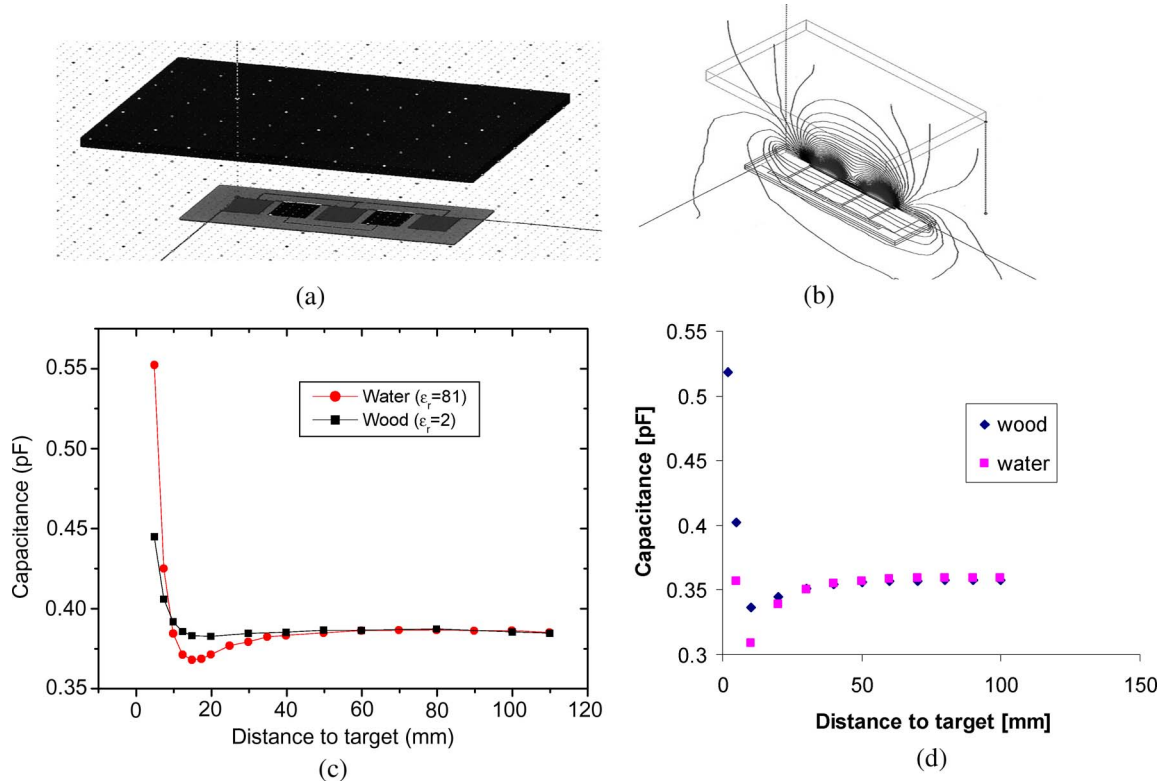 (a)
(b)
0.55
0.50
0.45
0.40
0.35
Capacitance (pF)
Water (εr=81)
Wood (εr=2)
0 20 40 60 80 100 120
Distance to target (mm)
(c)
0.55
0.5
0.45
0.4
0.35
0.3
Capacitance [pF]
wood
water
0 50 100 150
Distance to target [mm]
(d)